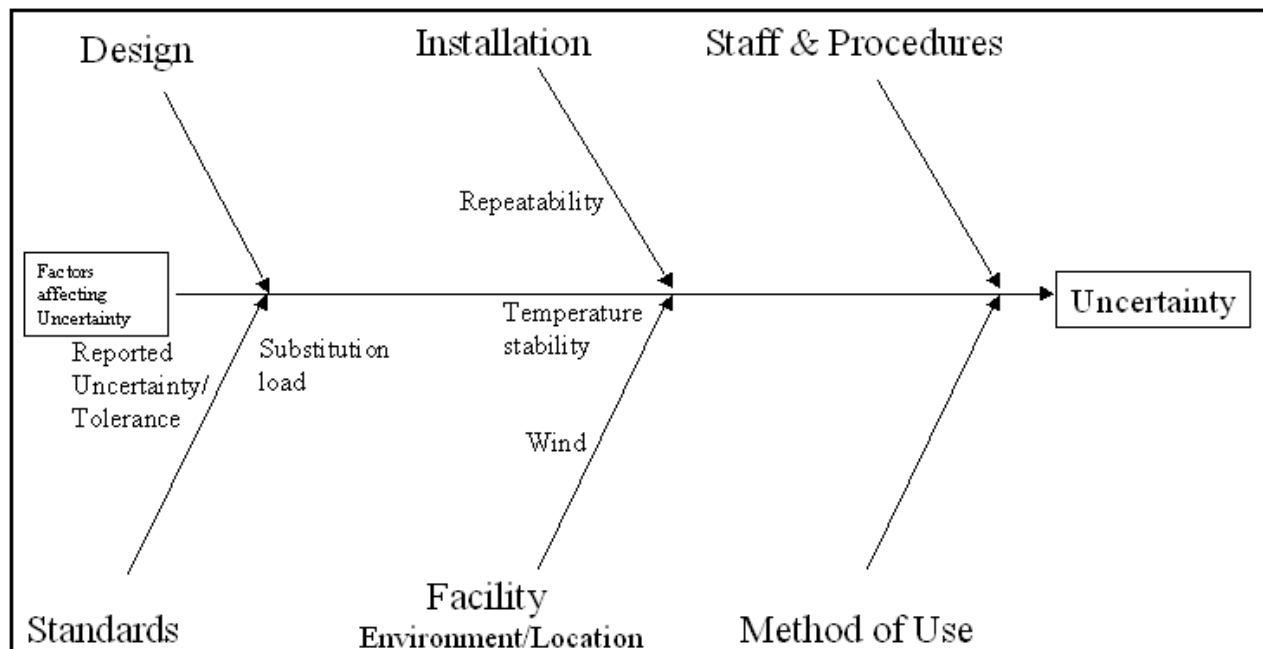 Design
Installation
Staff & Procedures
Repeatability
Factors
affecting
Uncertainty
Uncertainty
Temperature
stability
Reported
Uncertainty/
Tolerance
Substitution
load
Wind
Standards
Facility
Environment/Location
Method of Use